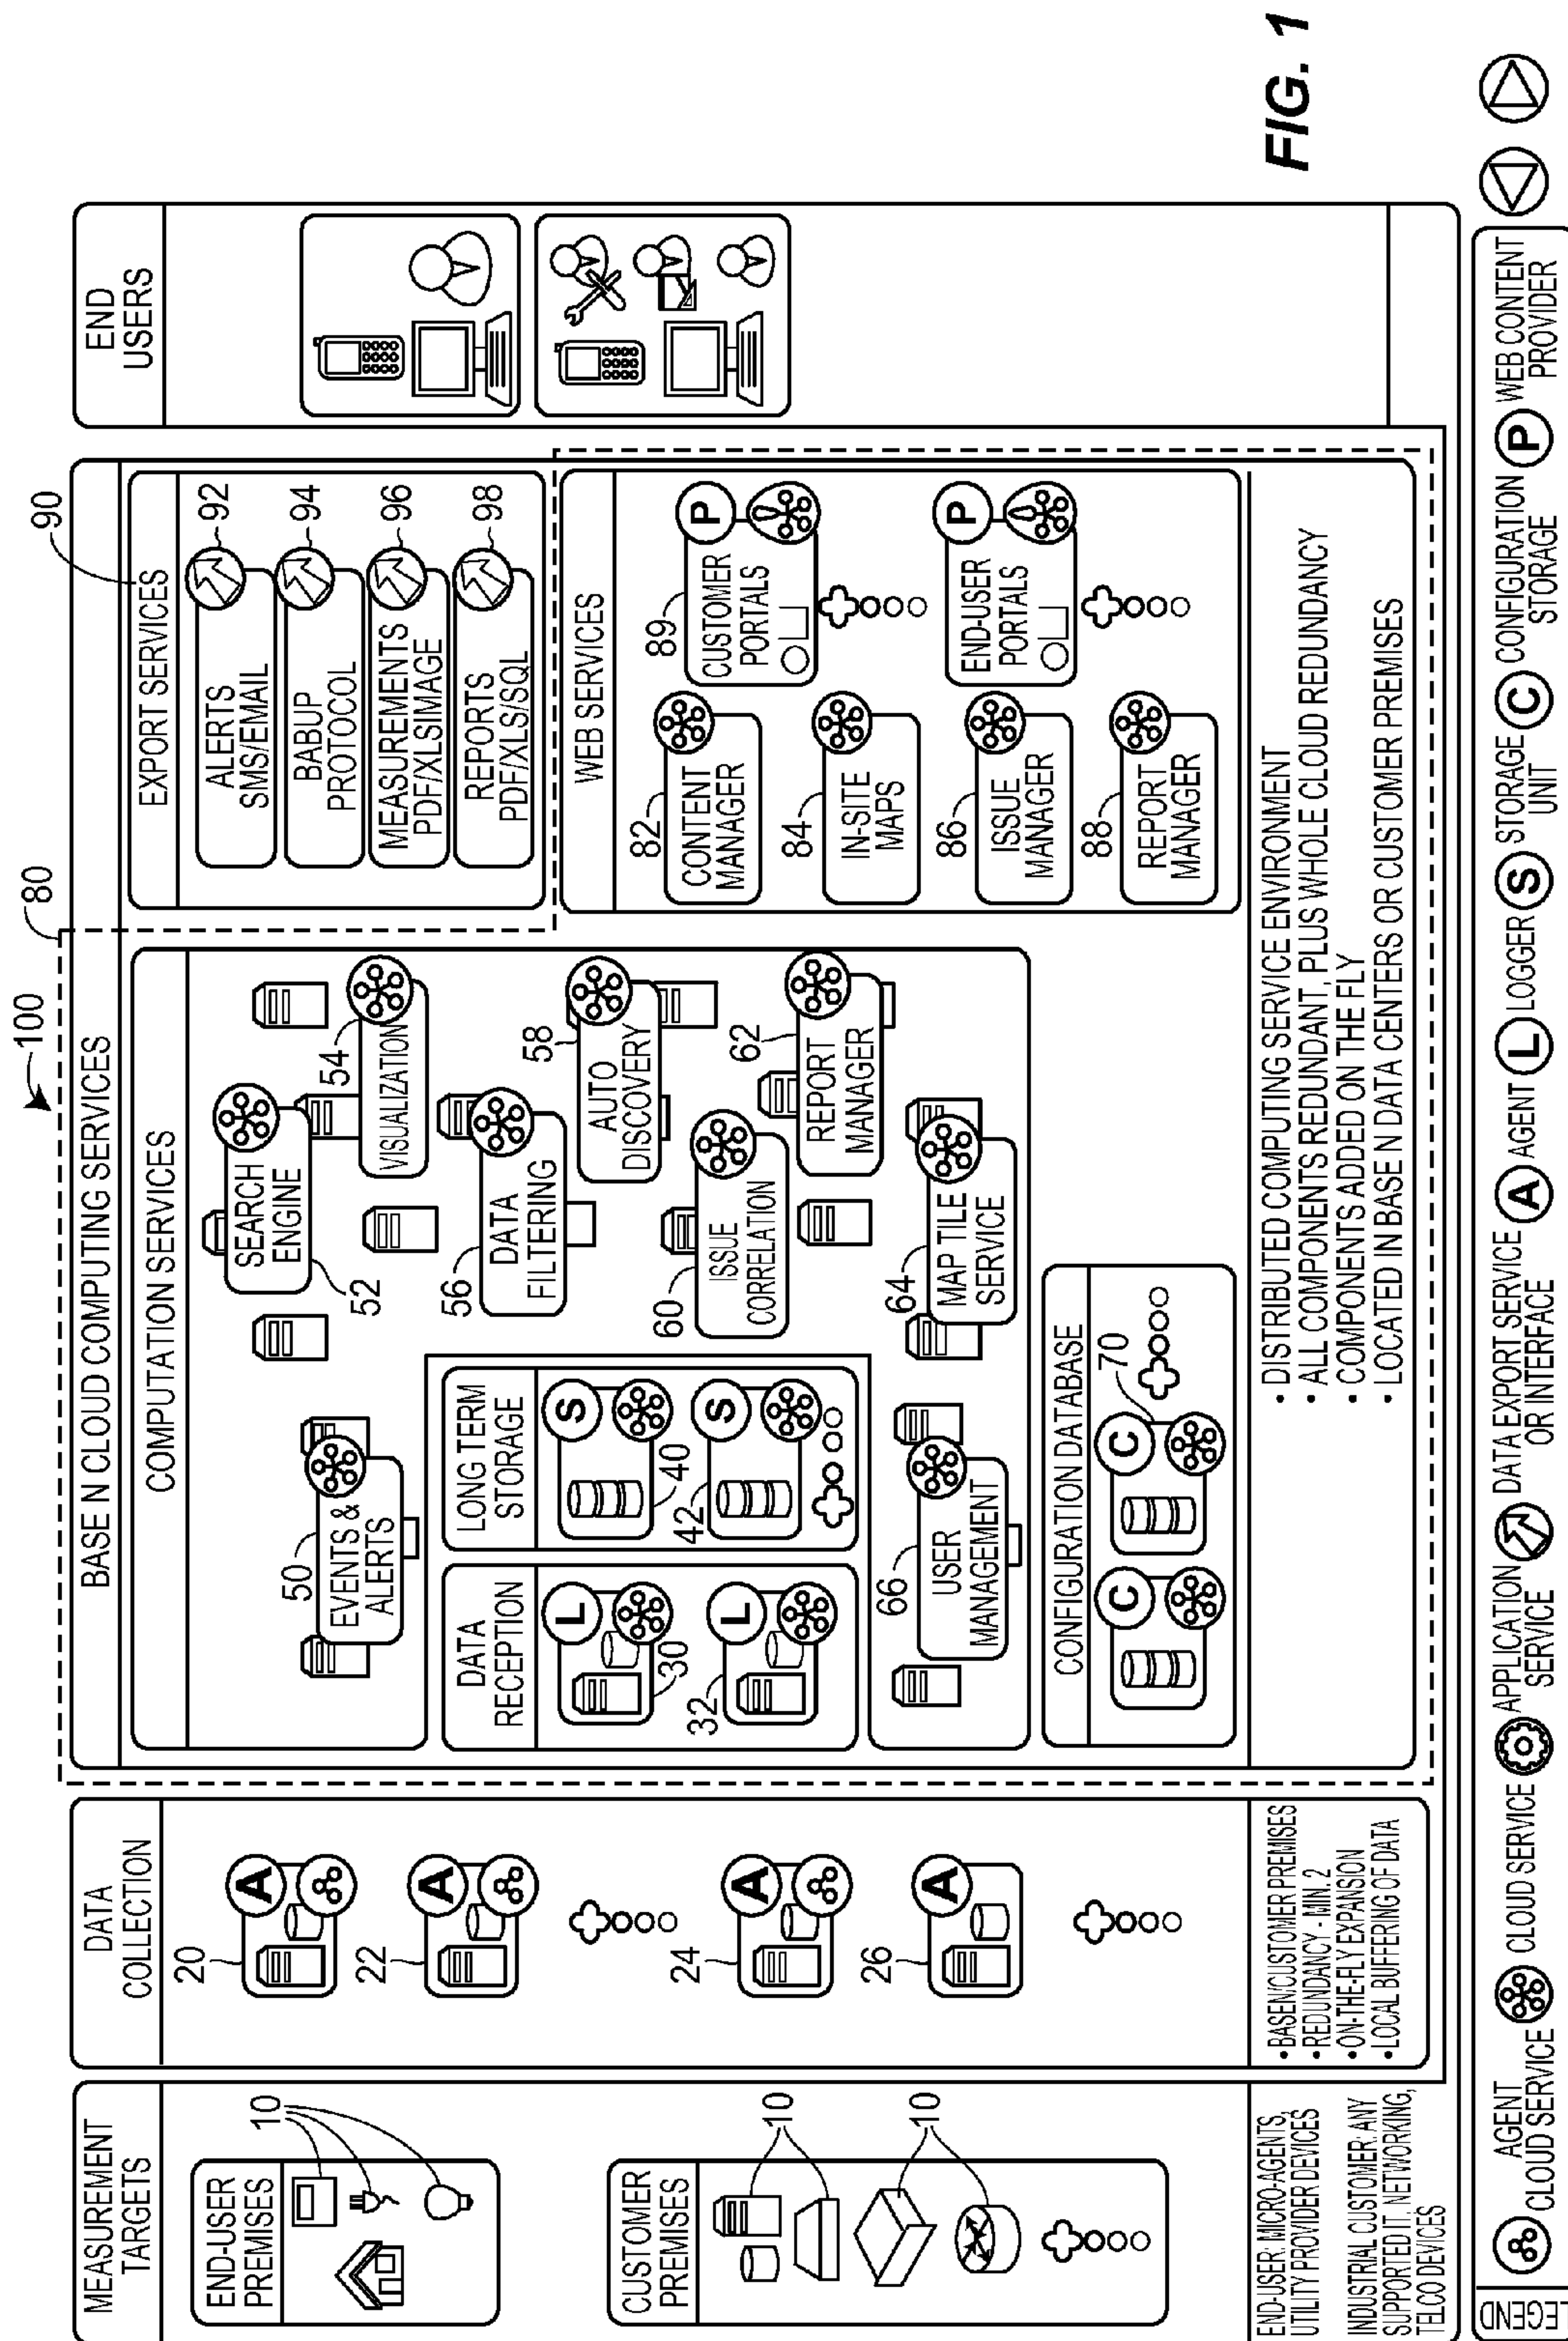 100
80
90
MEASUREMENT
TARGETS
END-USER
PREMISES
10
CUSTOMER
PREMISES
10
10
END-USER: MICRO-AGENTS,
UTILITY PROVIDER DEVICES
INDUSTRIAL CUSTOMER: ANY
SUPPORTED IT, NETWORKING,
TELCO DEVICES
DATA
COLLECTION
20
A
22
A
24
A
26
A
• BASEN/CUSTOMER PREMISES
• REDUNDANCY - MIN. 2
• ON-THE-FLY EXPANSION
• LOCAL BUFFERING OF DATA
BASE N CLOUD COMPUTING SERVICES
COMPUTATION SERVICES
50
EVENTS &
ALERTS
SEARCH
ENGINE
52
54
VISUALIZATION
56
DATA
FILTERING
58
AUTO
DISCOVERY
60
ISSUE
CORRELATION
62
REPORT
MANAGER
64
MAP TILE
SERVICE
66
USER
MANAGEMENT
DATA
RECEPTION
L
30
32
L
LONG TERM
STORAGE
S
40
42
S
CONFIGURATION DATABASE
C
C
70
EXPORT SERVICES
ALERTS
SMS/EMAIL
92
BABUP
PROTOCOL
94
MEASUREMENTS
PDF/XLSIMAGE
96
REPORTS
PDF/XLS/SQL
98
WEB SERVICES
82
CONTENT
MANAGER
84
IN-SITE
MAPS
86
ISSUE
MANAGER
88
REPORT
MANAGER
89
CUSTOMER
PORTALS
P
END-USER
PORTALS
P
• DISTRIBUTED COMPUTING SERVICE ENVIRONMENT
• ALL COMPONENTS REDUNDANT, PLUS WHOLE CLOUD REDUNDANCY
• COMPONENTS ADDED ON THE FLY
• LOCATED IN BASE N DATA CENTERS OR CUSTOMER PREMISES
END
USERS
FIG. 1
LEGEND
AGENT
CLOUD SERVICE
CLOUD SERVICE
APPLICATION
SERVICE
DATA EXPORT SERVICE
OR INTERFACE
A AGENT
L LOGGER
S STORAGE
UNIT
C CONFIGURATION
STORAGE
P WEB CONTENT
PROVIDER